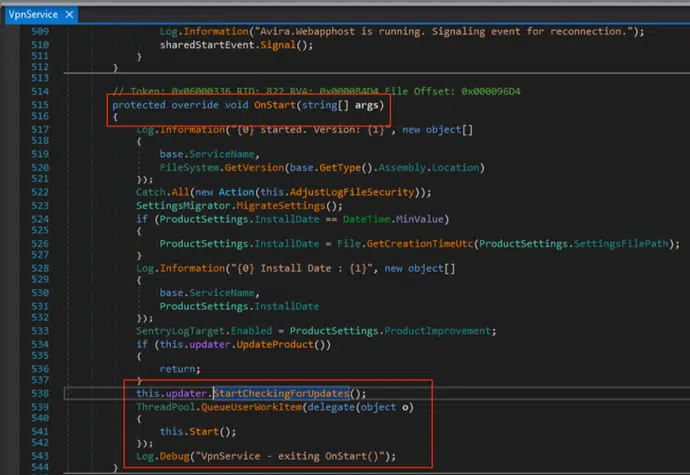 VpnService X
509 Log.Information("Avira.Webapphost is running. Signaling event for reconnection.");
510 sharedStartEvent.Signal();
511 }
512 }
513
514 // Token: 0x06000336 RID: 822 RVA: 0x0000B4D4 File Offset: 0x000096D4
515 protected override void OnStart(string[] args)
516 {
517 Log.Information("{0} started. Version: {1}", new object[]
518 {
519 base.ServiceName,
520 FileSystem.GetVersion(base.GetType().Assembly.Location)
521 });
522 Catch.All(new Action(this.AdjustLogFileSecurity));
523 SettingsMigrator.MigrateSettings();
524 if (ProductSettings.InstallDate == DateTime.MinValue)
525 {
526 ProductSettings.InstallDate = File.GetCreationTimeUtc(ProductSettings.SettingsFilePath);
527 }
528 Log.Information("{0} Install Date : {1}", new object[]
529 {
530 base.ServiceName,
531 ProductSettings.InstallDate
532 });
533 SentryLogTarget.Enabled = ProductSettings.ProductImprovement;
534 if (this.updater.UpdateProduct())
535 {
536 return;
537 }
538 this.updater.StartCheckingForUpdates();
539 ThreadPool.QueueUserWorkItem(delegate(object o)
540 {
541 this.Start();
542 });
543 Log.Debug("VpnService - exiting OnStart()");
544 }